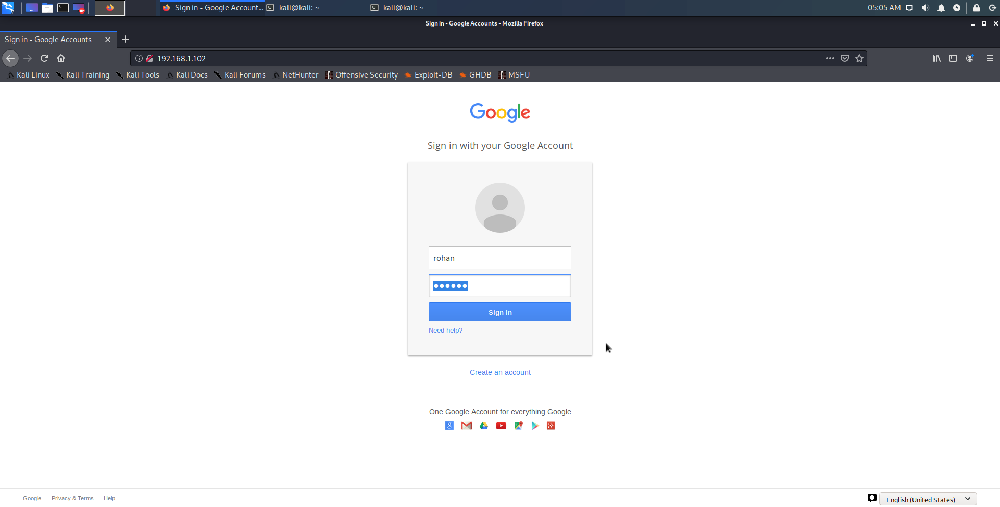 Sign in - Google Account... kali@kali: ~ kali@kali: ~ 05:05 AM
Sign in - Google Accounts - Mozilla Firefox
Sign in - Google Accounts
192.168.1.102
Kali Linux Kali Training Kali Tools Kali Docs Kali Forums NetHunter Offensive Security Exploit-DB GHDB MSFU
Google
Sign in with your Google Account
rohan
Sign in
Need help?
Create an account
One Google Account for everything Google
Google Privacy & Terms Help English (United States)